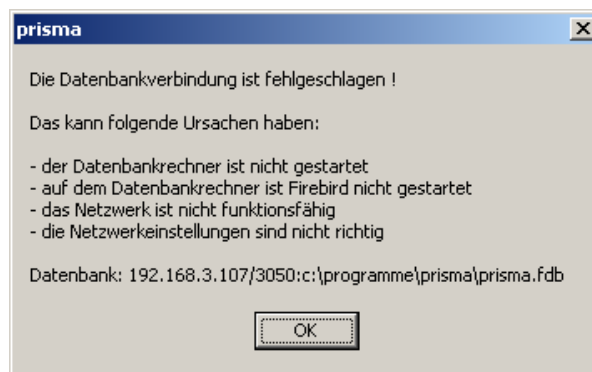 prisma
Die Datenbankverbindung ist fehlgeschlagen !
Das kann folgende Ursachen haben:
- der Datenbankrechner ist nicht gestartet
- auf dem Datenbankrechner ist Firebird nicht gestartet
- das Netzwerk ist nicht funktionsfähig
- die Netzwerkeinstellungen sind nicht richtig
Datenbank: 192.168.3.107/3050:c:\programme\prisma\prisma.fdb
OK